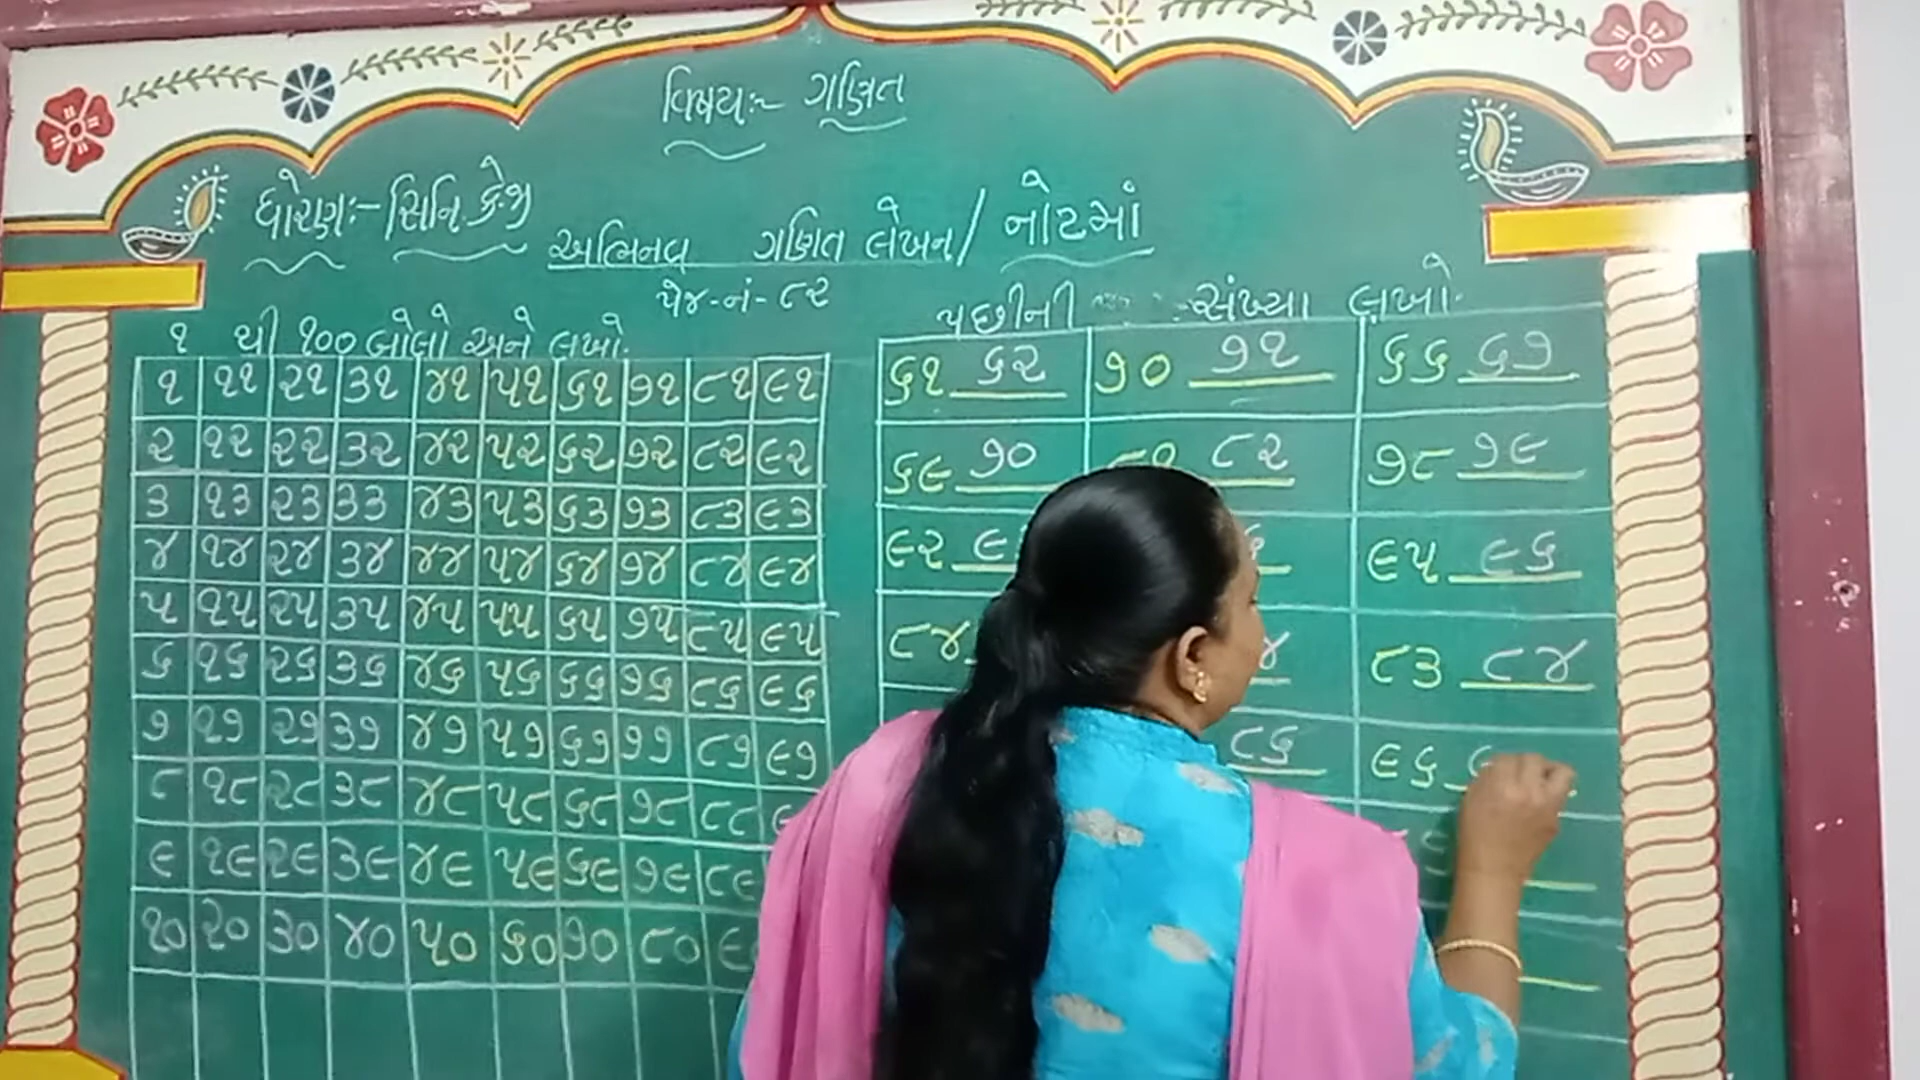 વિષય:- ગણિત
ધોરણ:- સિનિ. કે.જી
અભિનવ ગણિત લેખન / નોટમાં
પેજ-નં-૮૨
૧ થી ૧૦૦ બોલો અને લખો.
૧ ૧૧ ૨૧ ૩૧ ૪૧ ૫૧ ૬૧ ૭૧ ૮૧ ૯૧
૨ ૧૨ ૨૨ ૩૨ ૪૨ ૫૨ ૬૨ ૭૨ ૮૨ ૯૨
૩ ૧૩ ૨૩ ૩૩ ૪૩ ૫૩ ૬૩ ૭૩ ૮૩ ૯૩
૪ ૧૪ ૨૪ ૩૪ ૪૪ ૫૪ ૬૪ ૭૪ ૮૪ ૯૪
૫ ૧૫ ૨૫ ૩૫ ૪૫ ૫૫ ૬૫ ૭૫ ૮૫ ૯૫
૬ ૧૬ ૨૬ ૩૬ ૪૬ ૫૬ ૬૬ ૭૬ ૮૬ ૯૬
૭ ૧૭ ૨૭ ૩૭ ૪૭ ૫૭ ૬૭ ૭૭ ૮૭ ૯૭
૮ ૧૮ ૨૮ ૩૮ ૪૮ ૫૮ ૬૮ ૭૮ ૮૮
૯ ૧૯ ૨૯ ૩૯ ૪૯ ૫૯ ૬૯ ૭૯ ૮૯
૧૦ ૨૦ ૩૦ ૪૦ ૫૦ ૬૦ ૭૦ ૮૦
પછીની સંખ્યા લખો.
૬૧ ૬૨ ૭૦ ૭૧ ૬૬ ૬૭
૬૯ ૭૦ ૮૨ ૭૮ ૭૯
૯૨ ૯૫ ૯૬
૮૪ ૮૩ ૮૪
૮૬ ૯૬